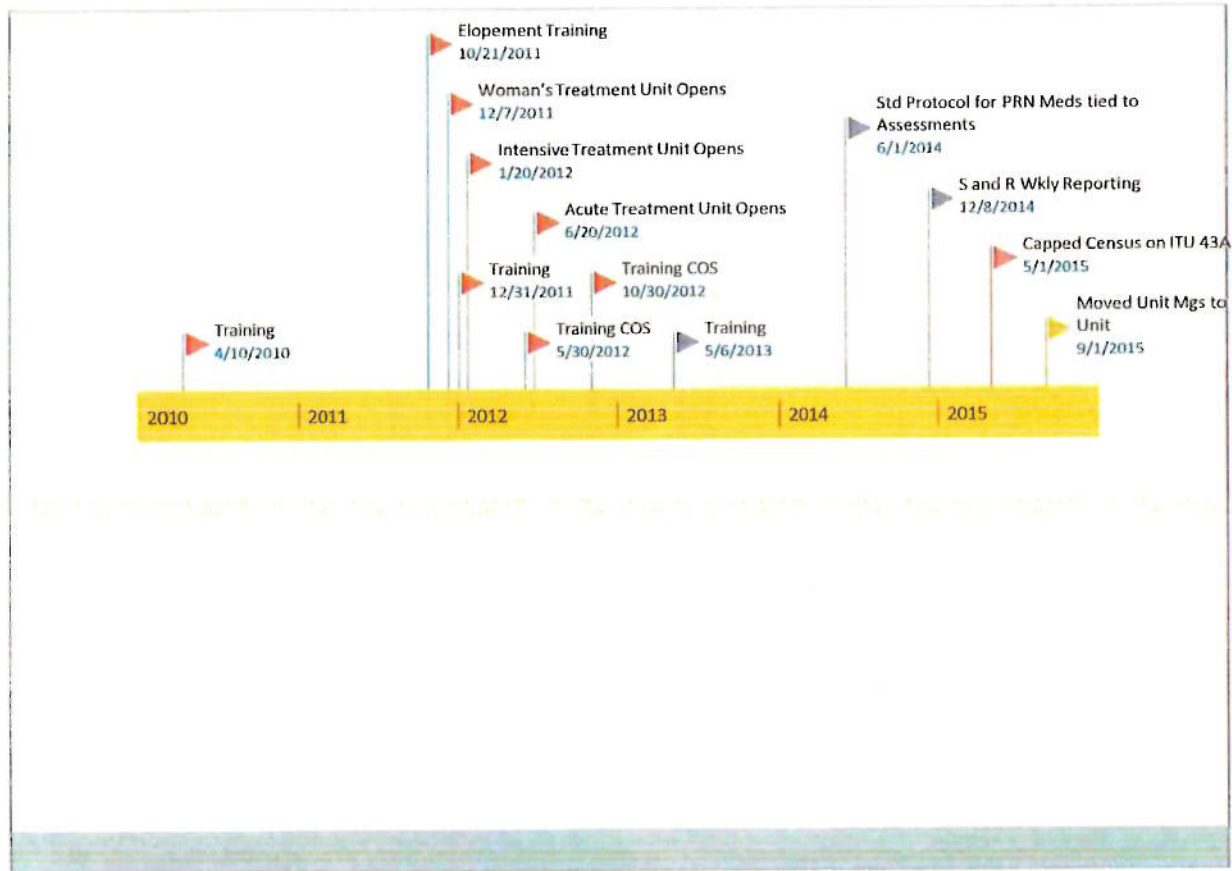 Elopement Training
10/21/2011
Woman's Treatment Unit Opens
12/7/2011
Intensive Treatment Unit Opens
1/20/2012
Acute Treatment Unit Opens
6/20/2012
Training
12/31/2011
Training COS
10/30/2012
Training
4/10/2010
Training COS
5/30/2012
Training
5/6/2013
Std Protocol for PRN Meds tied to
Assessments
6/1/2014
S and R Wkly Reporting
12/8/2014
Capped Census on ITU 43A
5/1/2015
Moved Unit Mgs to
Unit
9/1/2015
2010
2011
2012
2013
2014
2015